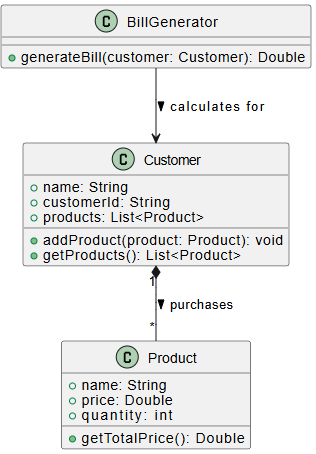 C BillGenerator
generateBill(customer: Customer): Double
calculates for
C Customer
name: String
customerId: String
products: List<Product>
addProduct(product: Product): void
getProducts(): List<Product>
1
purchases
*
C Product
name: String
price: Double
quantity: int
getTotalPrice(): Double